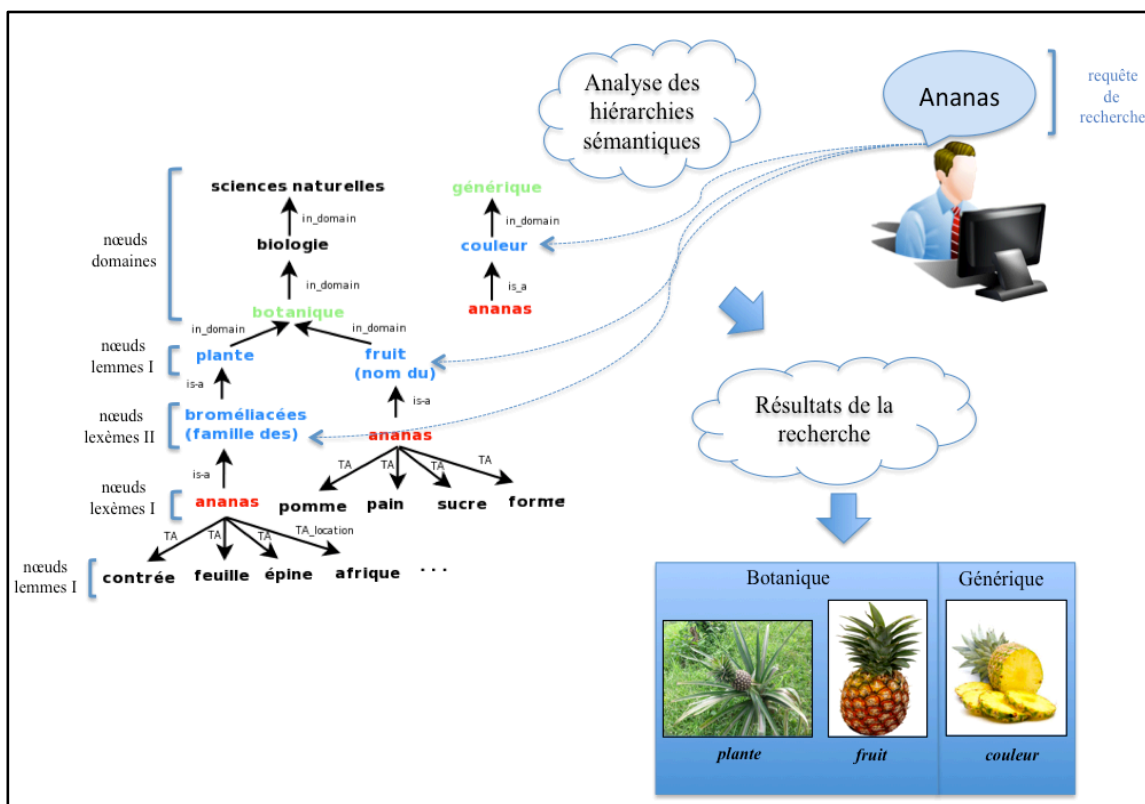 Analyse des
hiérarchies
sémantiques
Ananas
requête
de
recherche
sciences naturelles
générique
in_domain
in_domain
nœuds
domaines
biologie
couleur
in_domain
is_a
botanique
ananas
in_domain
in_domain
nœuds
lemmes I
plante
fruit
(nom du)
is-a
is-a
nœuds
lexèmes II
broméliacées
(famille des)
ananas
is-a
TA
TA
TA
TA
nœuds
lexèmes I
ananas
pomme
pain
sucre
forme
TA
TA
TA
TA_location
nœuds
lemmes I
contrée
feuille
épine
afrique
...
Résultats de la
recherche
Botanique
Générique
plante
fruit
couleur